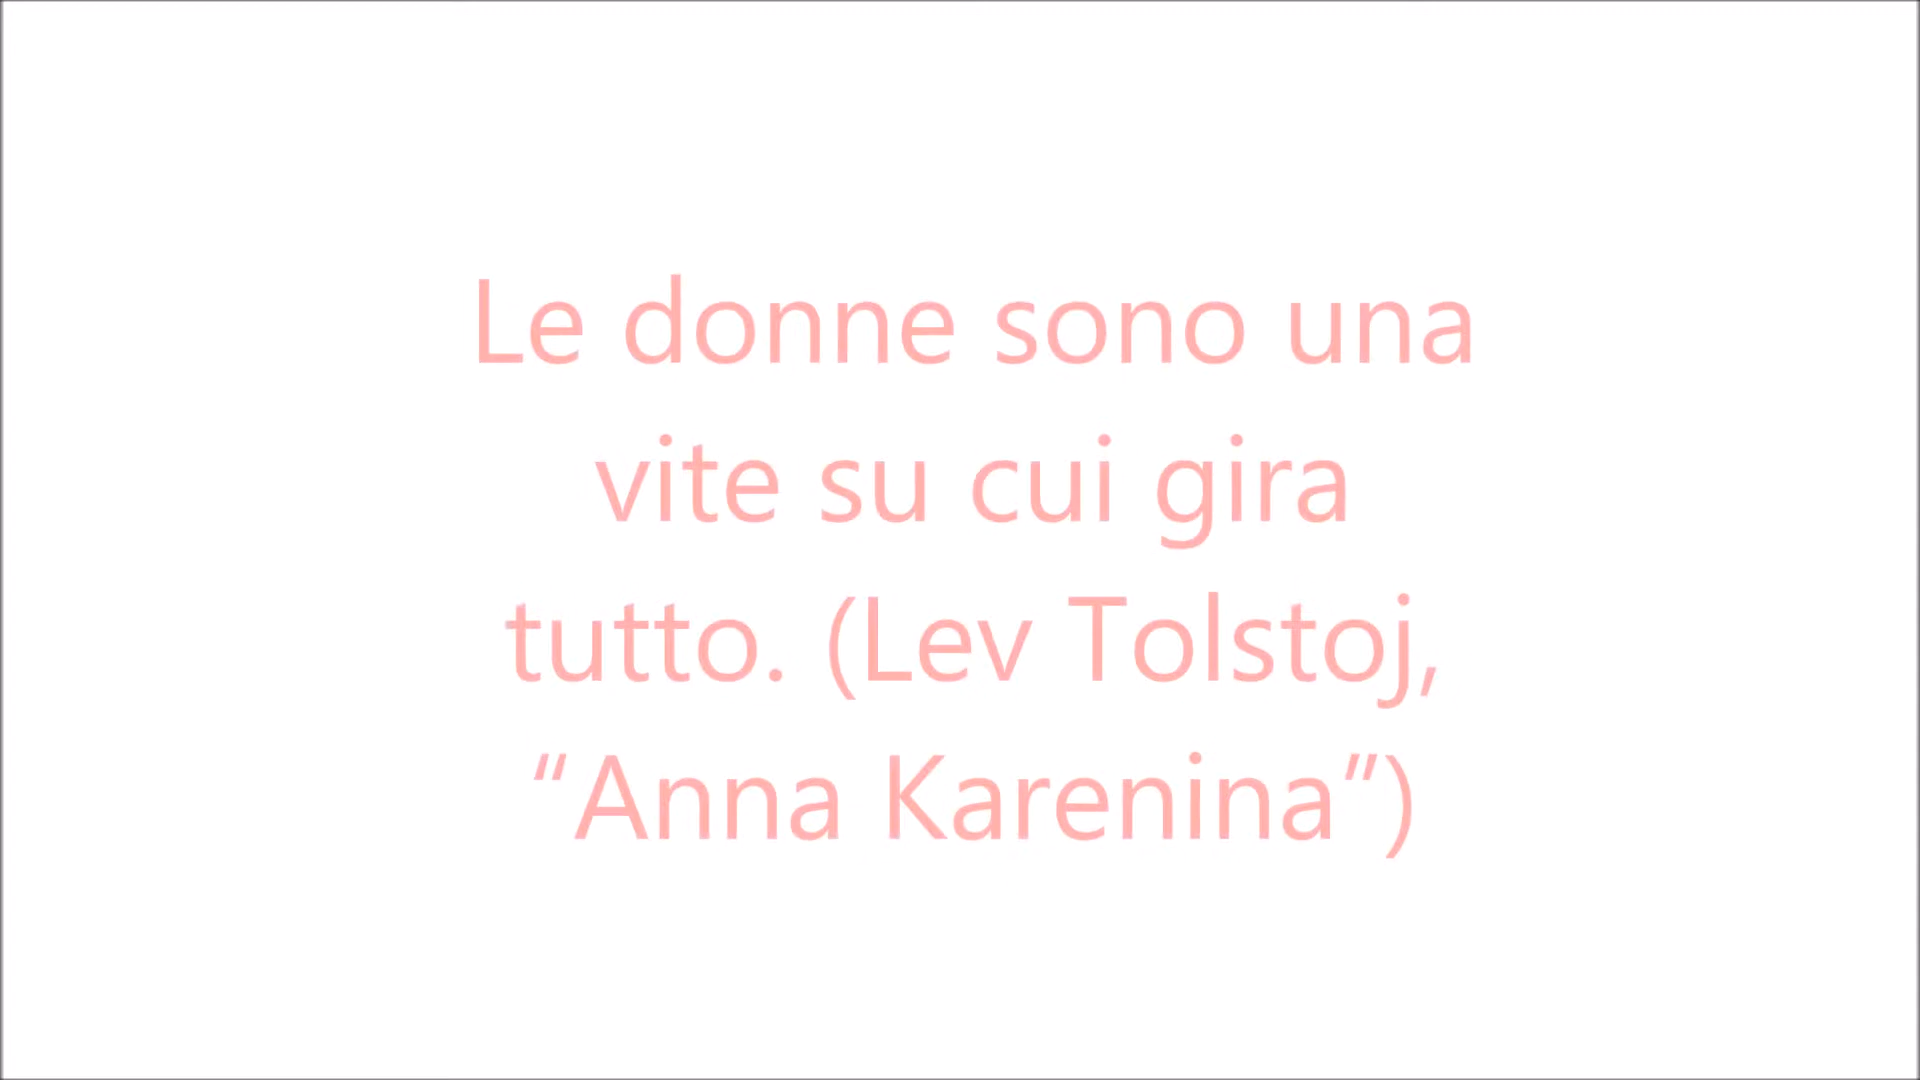 Le donne sono una
vite su cui gira
tutto. (Lev Tolstoj,
“Anna Karenina”)